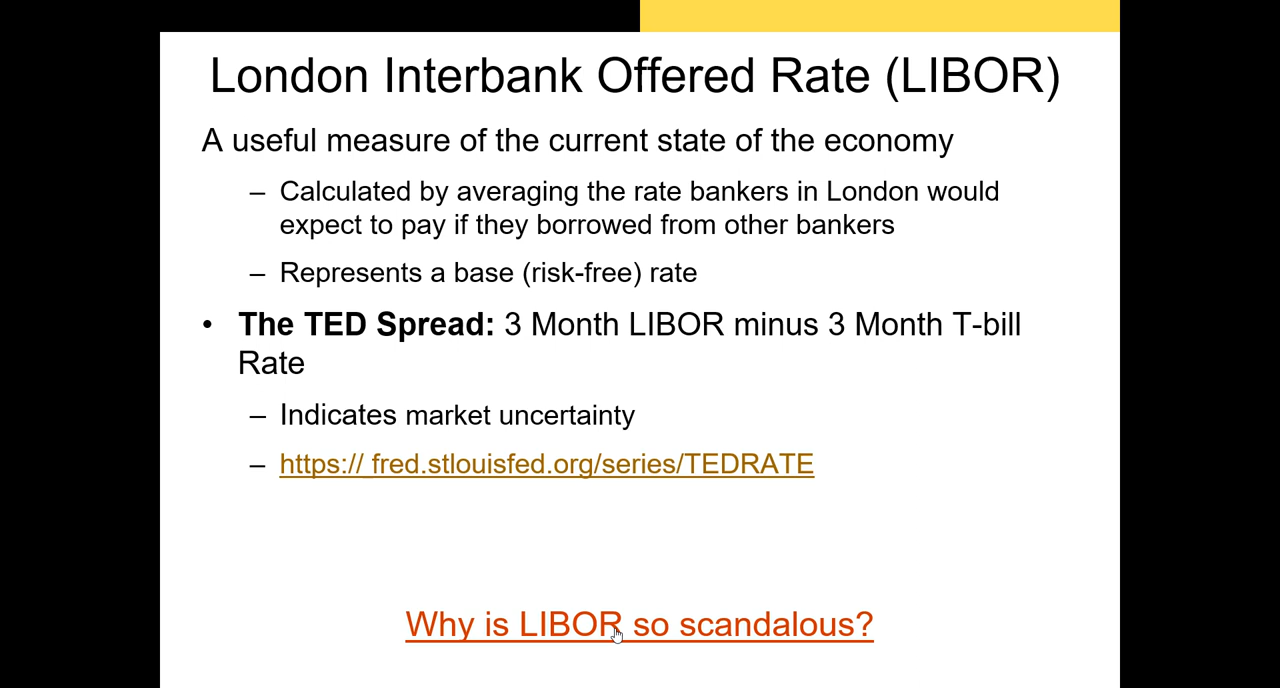 London Interbank Offered Rate (LIBOR)
A useful measure of the current state of the economy
– Calculated by averaging the rate bankers in London would
expect to pay if they borrowed from other bankers
– Represents a base (risk-free) rate
• The TED Spread: 3 Month LIBOR minus 3 Month T-bill
Rate
– Indicates market uncertainty
– https:// fred.stlouisfed.org/series/TEDRATE
Why is LIBOR so scandalous?